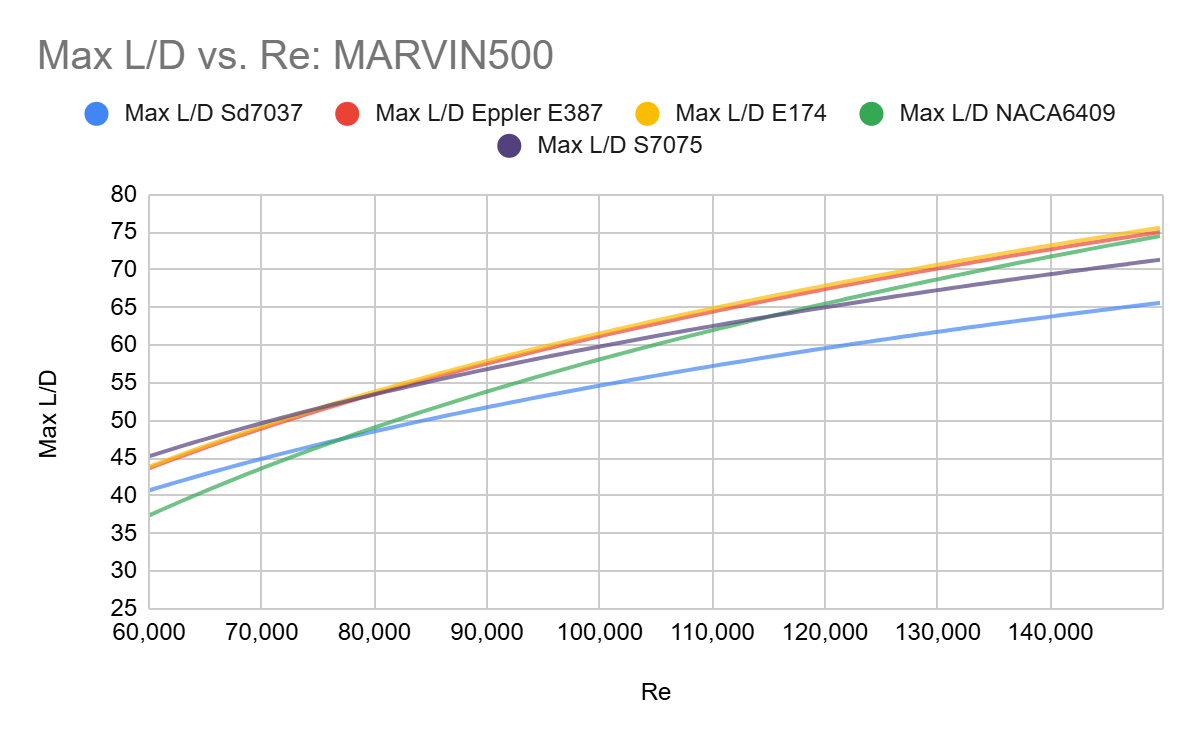 Max L/D vs. Re: MARVIN500
Max L/D Sd7037 Max L/D Eppler E387 Max L/D E174 Max L/D NACA6409
Max L/D S7075
80
75
70
65
60
55
50
45
40
35
30
25
Max L/D
60,000 70,000 80,000 90,000 100,000 110,000 120,000 130,000 140,000
Re